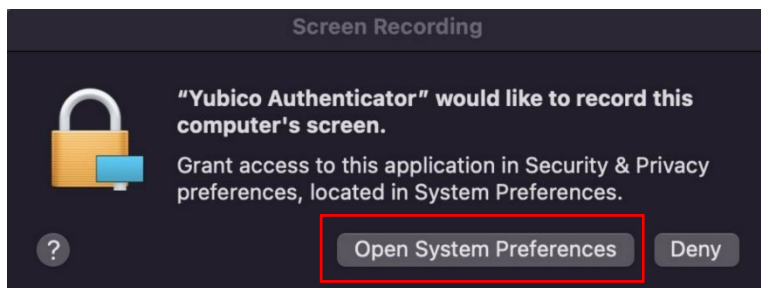 Screen Recording
“Yubico Authenticator” would like to record this
computer's screen.
Grant access to this application in Security & Privacy
preferences, located in System Preferences.
? Open System Preferences Deny